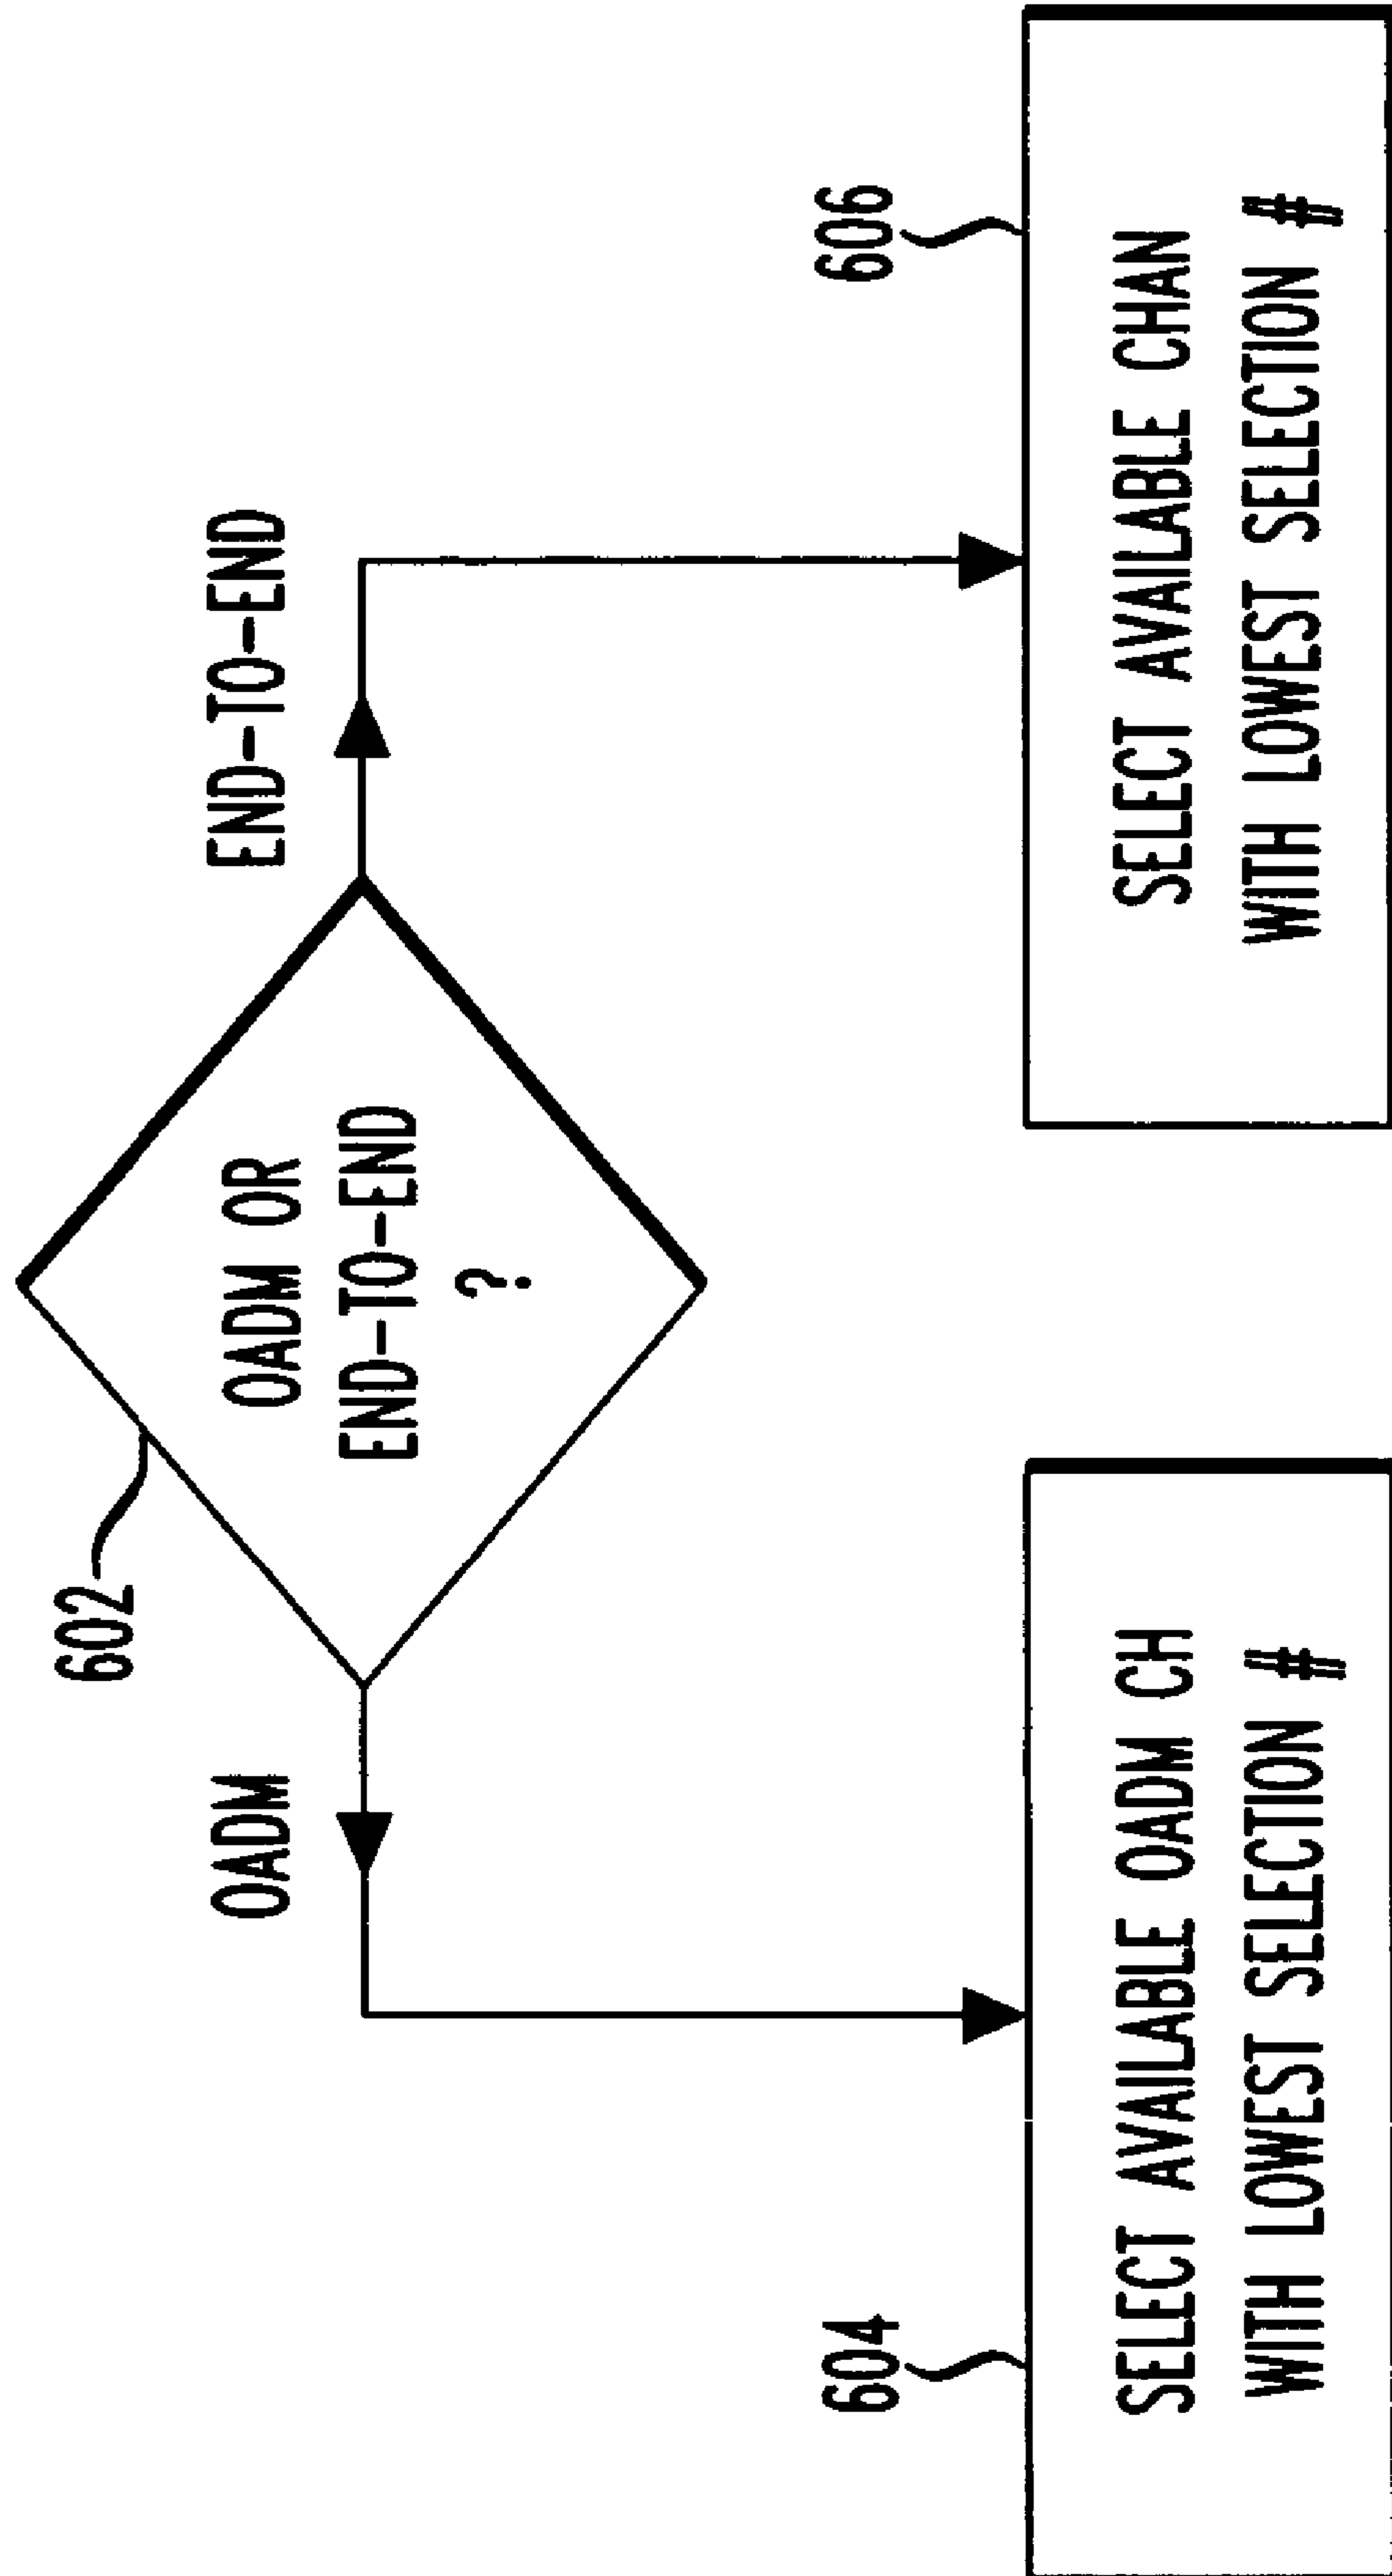 602
OADM OR
END-TO-END
?
OADM
END-TO-END
604
SELECT AVAILABLE OADM CH
WITH LOWEST SELECTION #
606
SELECT AVAILABLE CHAN
WITH LOWEST SELECTION #